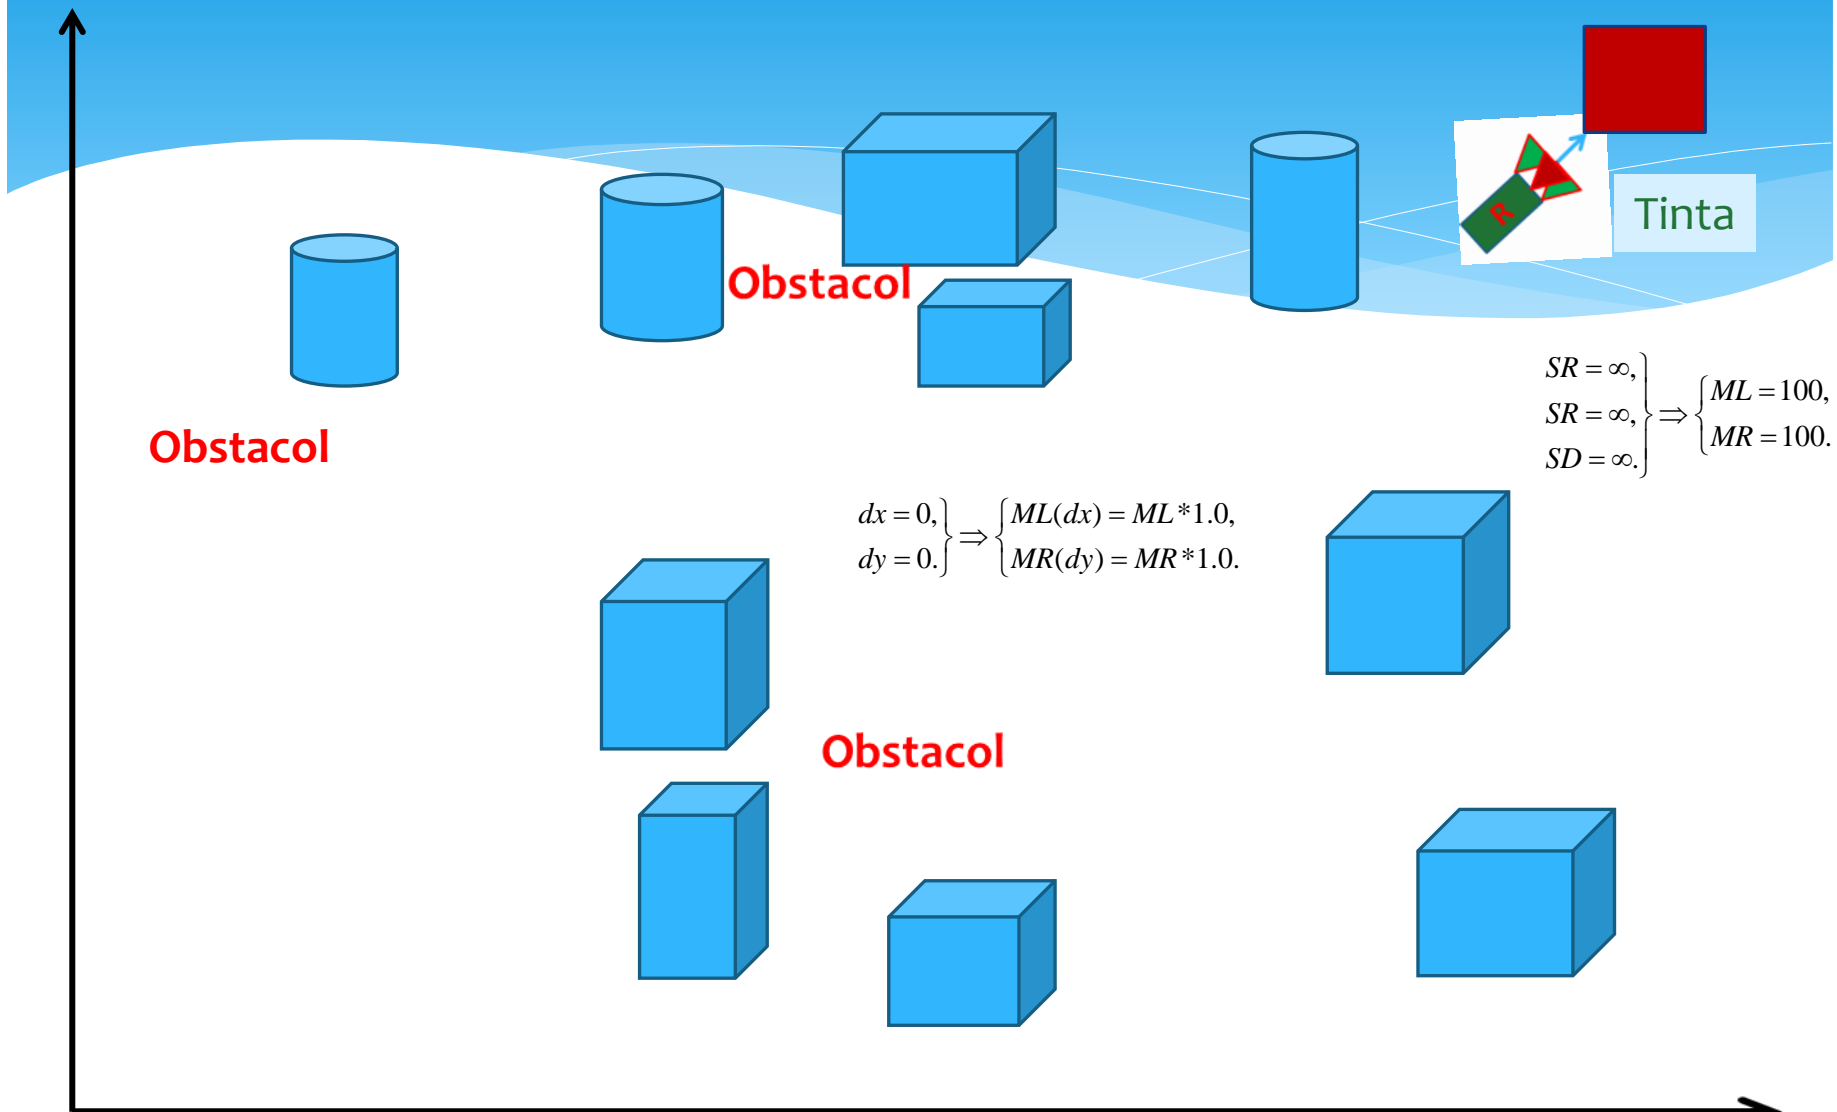 R
Tinta
Obstacol
SR = ∞,
SR = ∞,
SD = ∞.
⇒
ML = 100,
MR = 100.
Obstacol
dx = 0,
dy = 0.
⇒
ML(dx) = ML*1.0,
MR(dy) = MR*1.0.
Obstacol